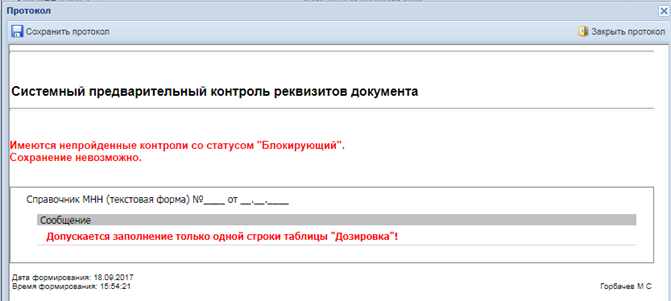 Протокол
Сохранить протокол
Закрыть протокол
Системный предварительный контроль реквизитов документа
Имеются непройденные контроли со статусом "Блокирующий".
Сохранение невозможно.
Справочник МНН (текстовая форма) №____ от __.__.____
Сообщение
Допускается заполнение только одной строки таблицы "Дозировка"!
Дата формирования: 18.09.2017
Время формирования: 15:54:21
Горбачев М С